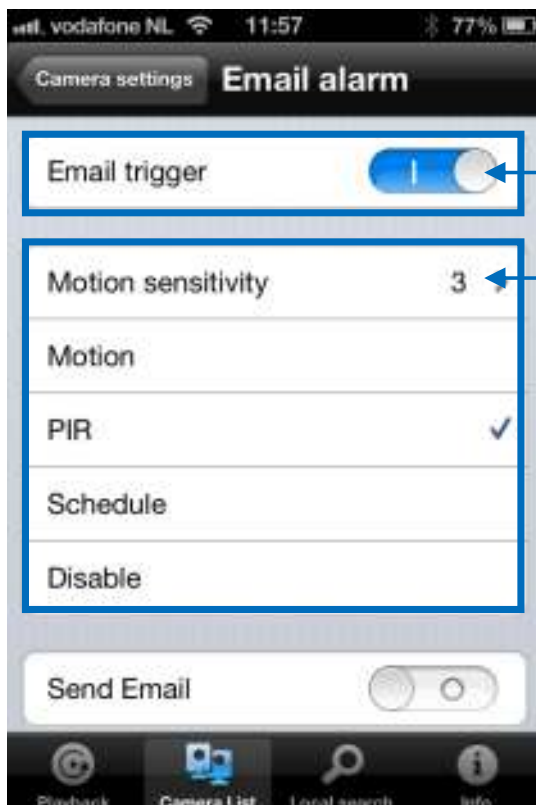 vodafone NL 11:57 77%
Camera settings Email alarm
Email trigger
Motion sensitivity 3
Motion
PIR
Schedule
Disable
Send Email
Playback Camera List Local search Info